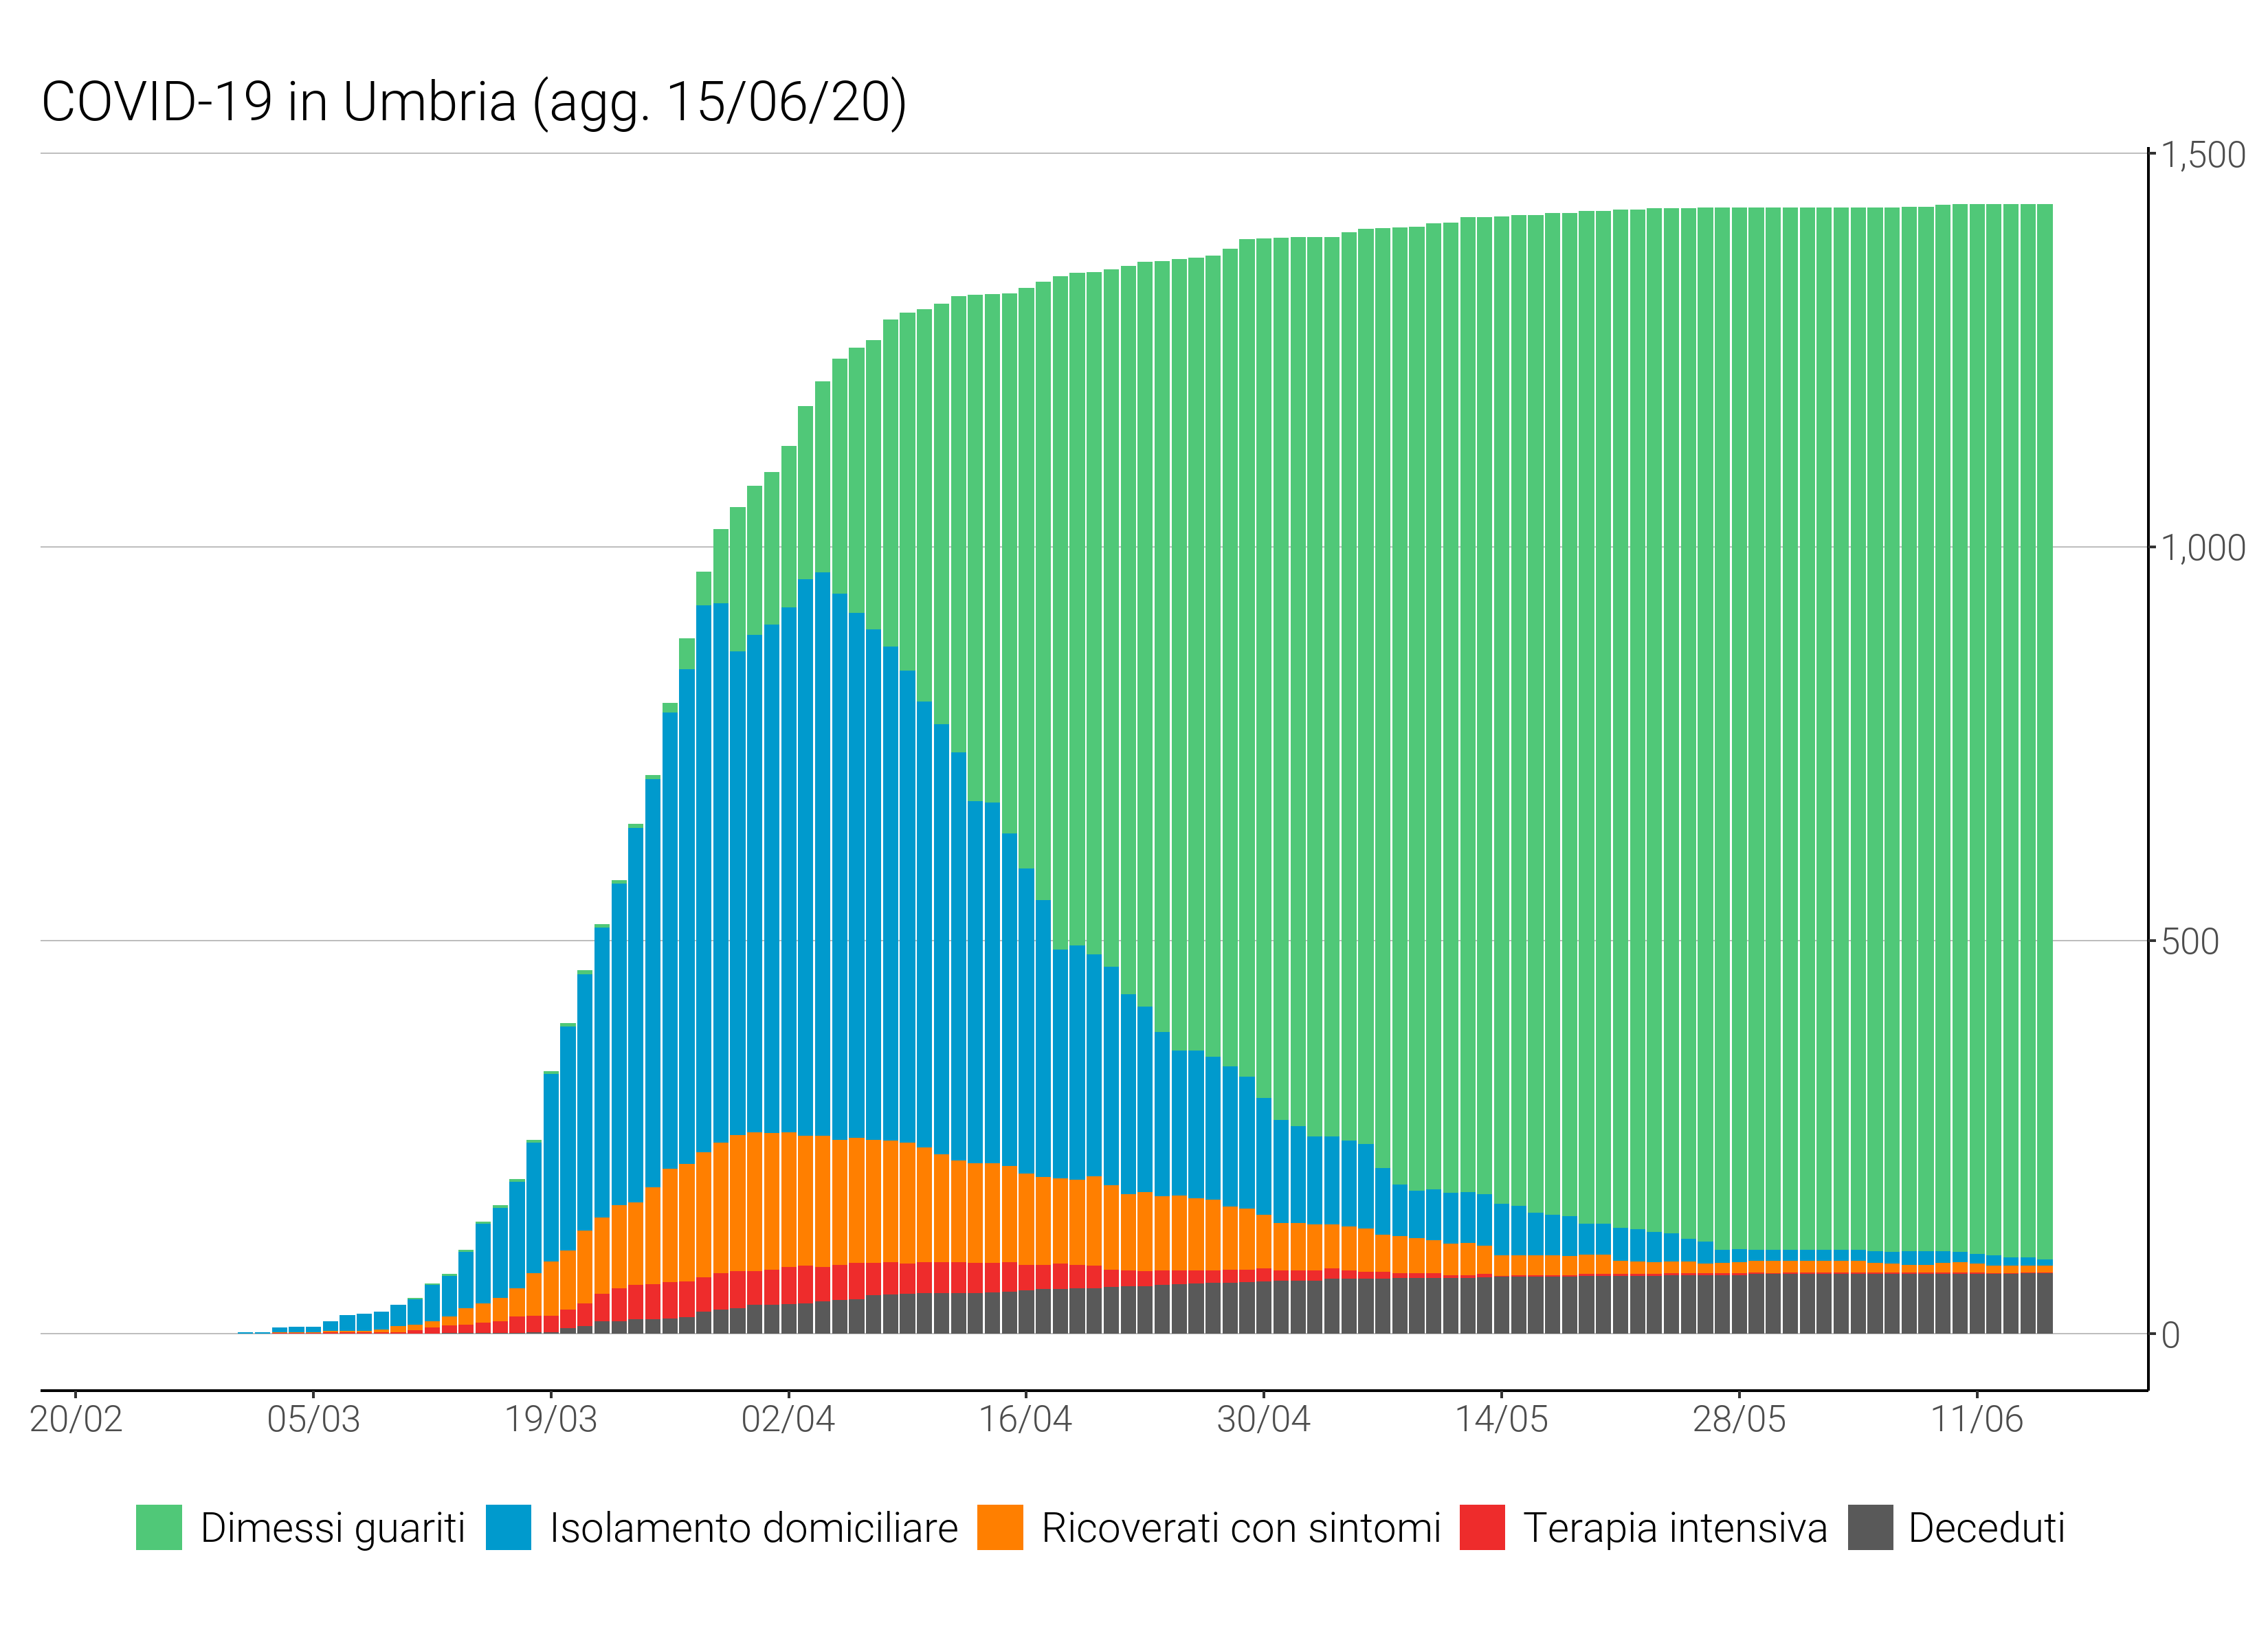 COVID-19 in Umbria (agg. 15/06/20)
1,500
1,000
500
0
20/02 05/03 19/03 02/04 16/04 30/04 14/05 28/05 11/06
Dimessi guariti Isolamento domiciliare Ricoverati con sintomi Terapia intensiva Deceduti